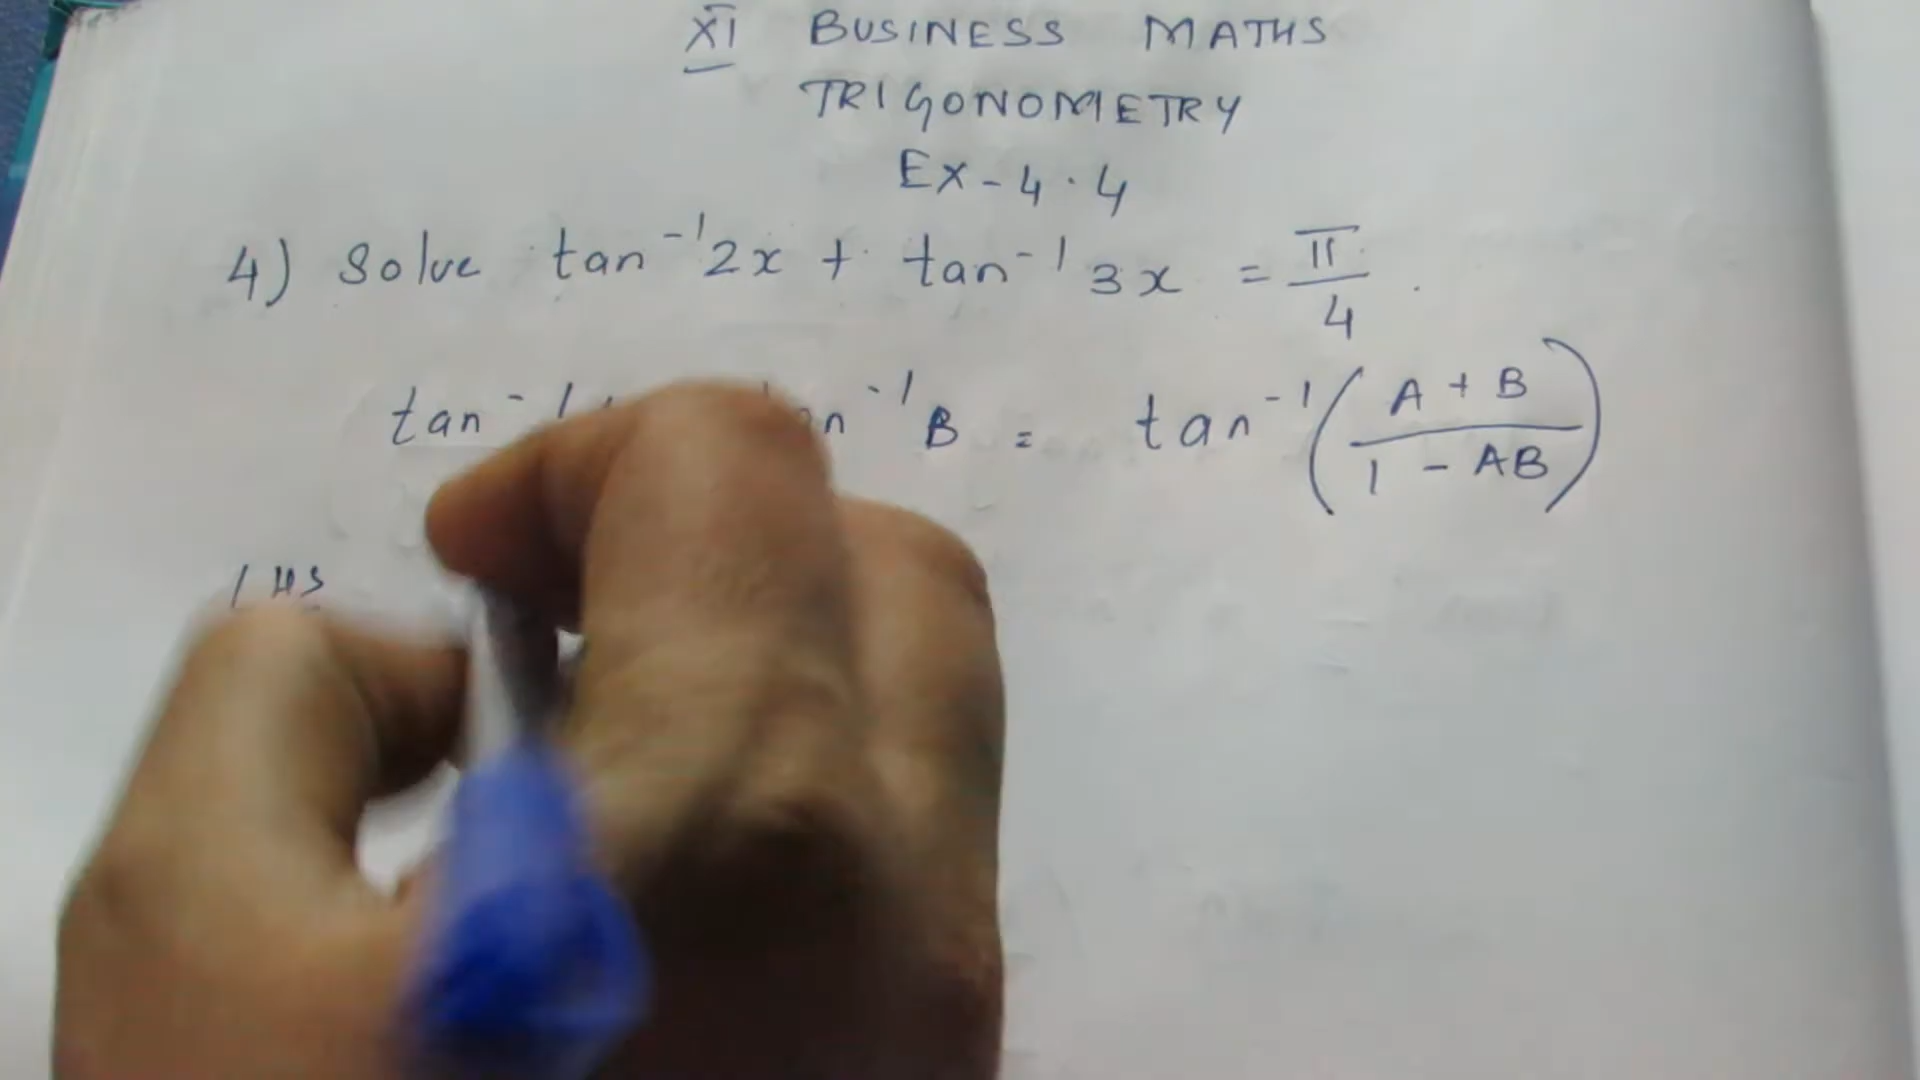 XI BUSINESS MATHS
TRIGONOMETRY
EX-4.4
4) Solve tan⁻¹2x + tan⁻¹3x = π/4.
tan⁻¹ B = tan⁻¹((A+B)/(1-AB))
LHS